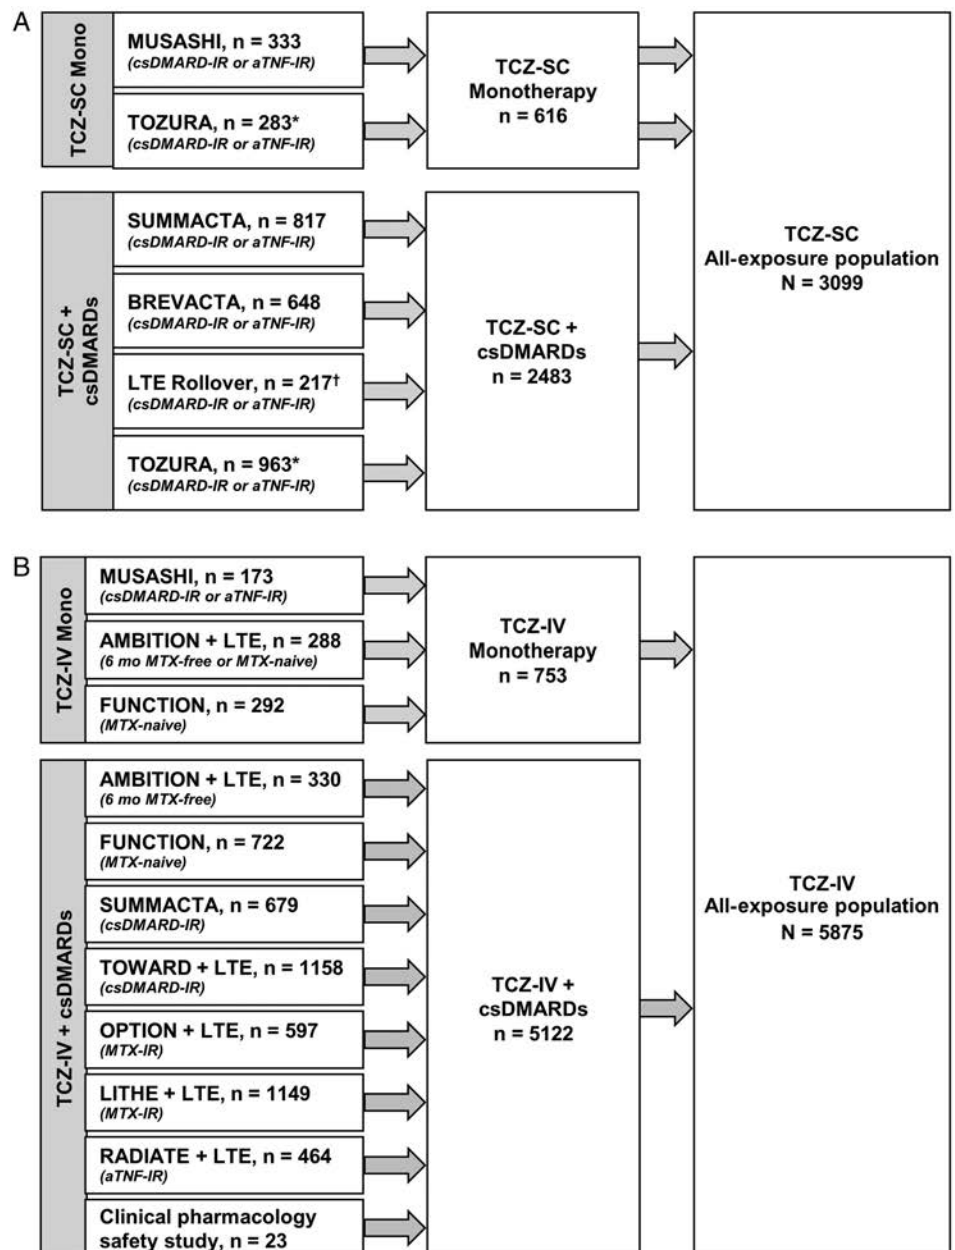 A
TCZ-SC Mono
MUSASHI, n = 333
(csDMARD-IR or aTNF-IR)
TOZURA, n = 283*
(csDMARD-IR or aTNF-IR)
TCZ-SC
Monotherapy
n = 616
TCZ-SC +
csDMARDs
SUMMACTA, n = 817
(csDMARD-IR or aTNF-IR)
BREVACTA, n = 648
(csDMARD-IR or aTNF-IR)
LTE Rollover, n = 217†
(csDMARD-IR or aTNF-IR)
TOZURA, n = 963*
(csDMARD-IR or aTNF-IR)
TCZ-SC +
csDMARDs
n = 2483
TCZ-SC
All-exposure population
N = 3099
B
TCZ-IV Mono
MUSASHI, n = 173
(csDMARD-IR or aTNF-IR)
AMBITION + LTE, n = 288
(6 mo MTX-free or MTX-naive)
FUNCTION, n = 292
(MTX-naive)
TCZ-IV
Monotherapy
n = 753
TCZ-IV + csDMARDs
AMBITION + LTE, n = 330
(6 mo MTX-free)
FUNCTION, n = 722
(MTX-naive)
SUMMACTA, n = 679
(csDMARD-IR)
TOWARD + LTE, n = 1158
(csDMARD-IR)
OPTION + LTE, n = 597
(MTX-IR)
LITHE + LTE, n = 1149
(MTX-IR)
RADIATE + LTE, n = 464
(aTNF-IR)
Clinical pharmacology
safety study, n = 23
TCZ-IV +
csDMARDs
n = 5122
TCZ-IV
All-exposure population
N = 5875